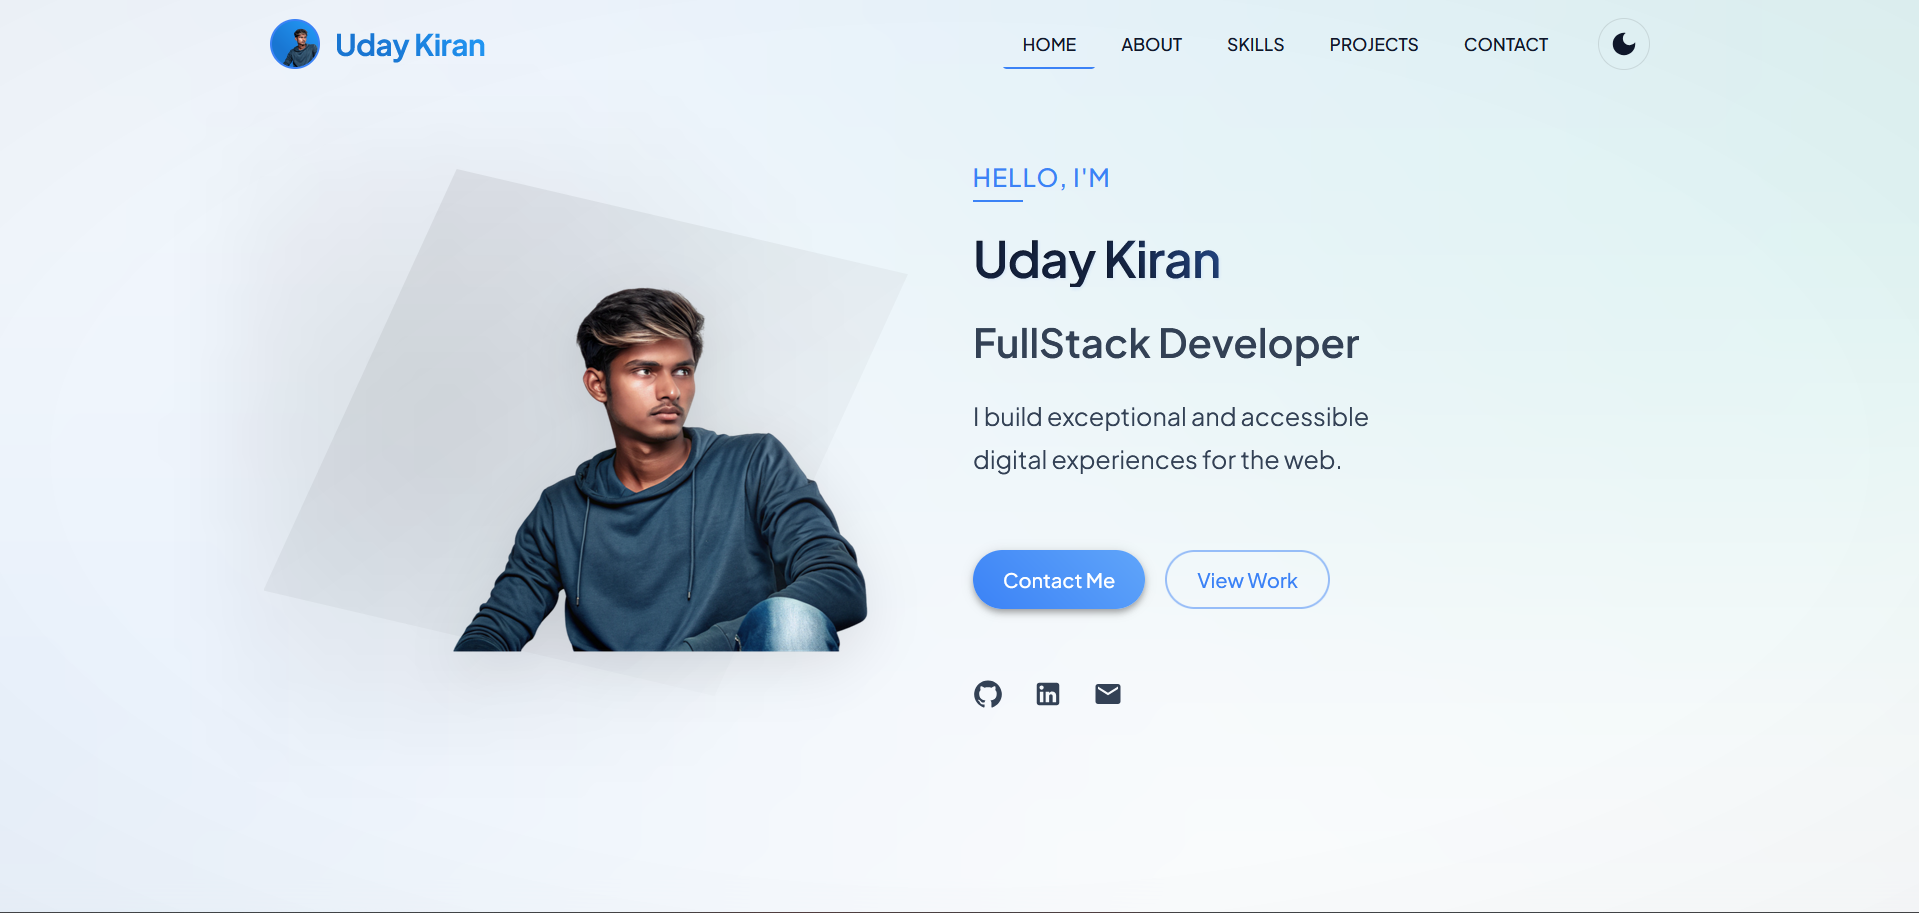 Uday Kiran
HOME
ABOUT
SKILLS
PROJECTS
CONTACT
HELLO, I'M
Uday Kiran
FullStack Developer
I build exceptional and accessible
digital experiences for the web.
Contact Me
View Work